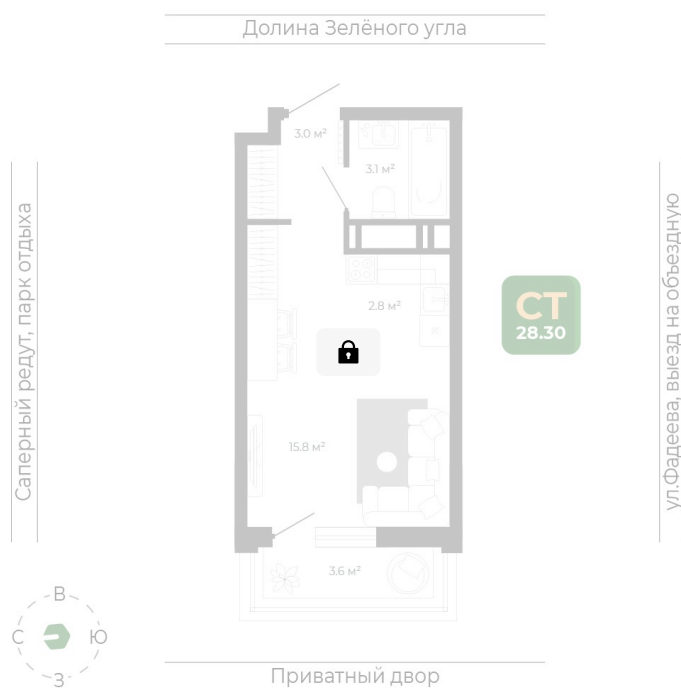 Долина Зелёного угла
3.0 м²
3.1 м²
Саперный редут, парк отдыха
ул.Фадеева, выезд на объездную
2.8 м²
СТ
28.30
15.8 м²
3.6 м²
В
С
Ю
З
Приватный двор